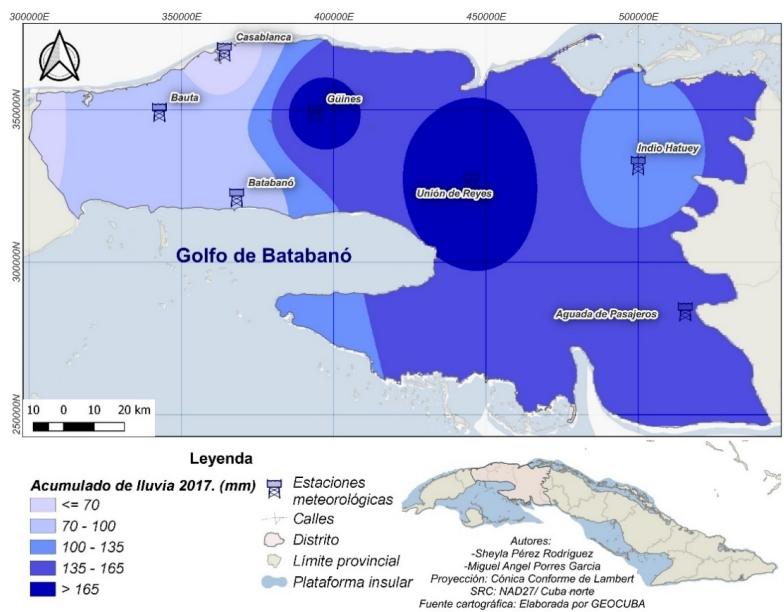 300000E 350000E 400000E 450000E 500000E
350000N
300000N
250000N
Casablanca
Bauta
Güines
Batabanó
Unión de Reyes
Indio Hatuey
Aguada de Pasajeros
Golfo de Batabanó
10 0 10 20 km
Leyenda
Acumulado de lluvia 2017. (mm)
<= 70
70 - 100
100 - 135
135 - 165
> 165
Estaciones
meteorológicas
Calles
Distrito
Límite provincial
Plataforma insular
Autores:
-Sheyla Pérez Rodríguez
-Miguel Angel Porres García
Proyección: Cónica Conforme de Lambert
SRC: NAD27/ Cuba norte
Fuente cartográfica: Elaborada por GEOCUBA